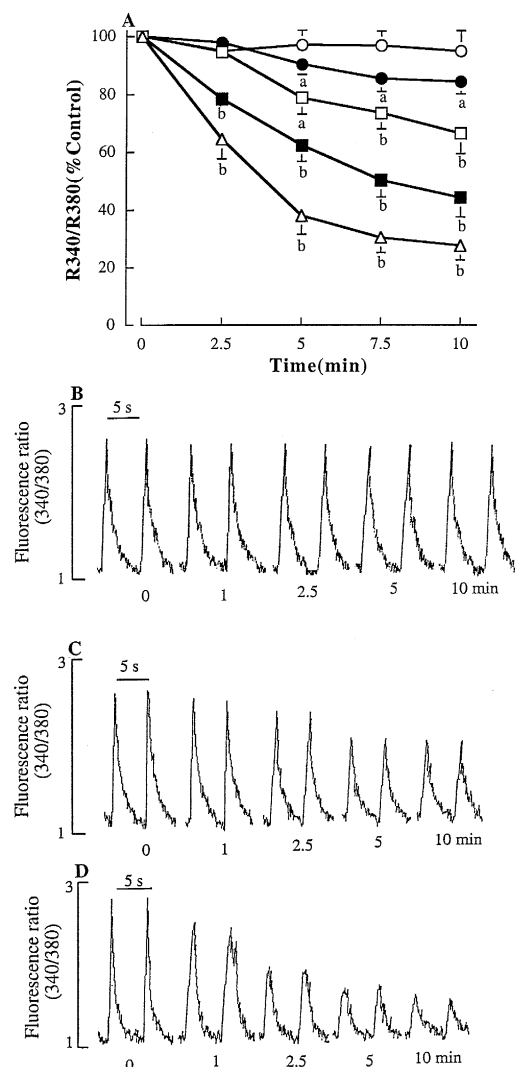 A
R340/R380(%Control)
100
80
60
40
20
0
a
a
a
a
b
b
b
b
b
b
b
b
b
b
b
0
2.5
5
7.5
10
Time(min)
B
Fluorescence ratio
(340/380)
3
1
5 s
0
1
2.5
5
10 min
C
Fluorescence ratio
(340/380)
3
1
5 s
0
1
2.5
5
10 min
D
Fluorescence ratio
(340/380)
3
1
5 s
0
1
2.5
5
10 min